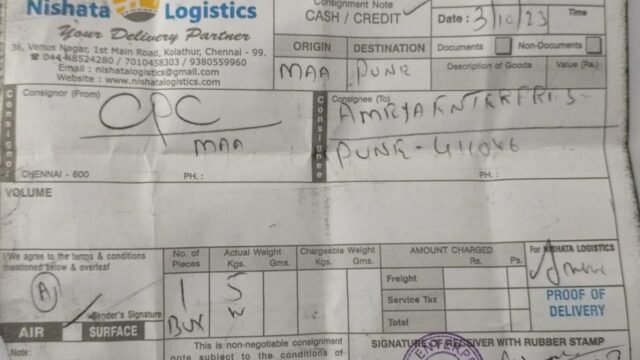 Nishata Logistics
Your Delivery Partner
36, Venus Nagar, 1st Main Road, Kolathur, Chennai - 99.
☎ 044-48524280 / 7010458303 / 9380559960
Email : nishatalogistics@gmail.com
Website : www.nishatalogistics.com
Consignment Note
CASH / CREDIT
Date : 3/10/23
Time
ORIGIN DESTINATION
MAA PUNE
Documents Non-Documents
Description of Goods Value (Rs.)
Consignor
Consignor (From)
CPC
MAA
CHENNAI - 600 PH. :
Consignee
Consignee (To)
PUNE - 411046
PH. :
VOLUME
I/We agree to the terms & conditions
mentioned below & overleaf
A
Sender's Signature
AIR SURFACE
No. of Pieces
1
BOX
Actual Weight
Kgs. Gms.
5
Chargeable Weight
Kgs. Gms.
AMOUNT CHARGED
Rs. Ps.
Freight
Service Tax
Total
For NISHATA LOGISTICS
PROOF OF
DELIVERY
Note:
This is non-negotiable consignment
note subject to the conditions of
SIGNATURE OF RECEIVER WITH RUBBER STAMP